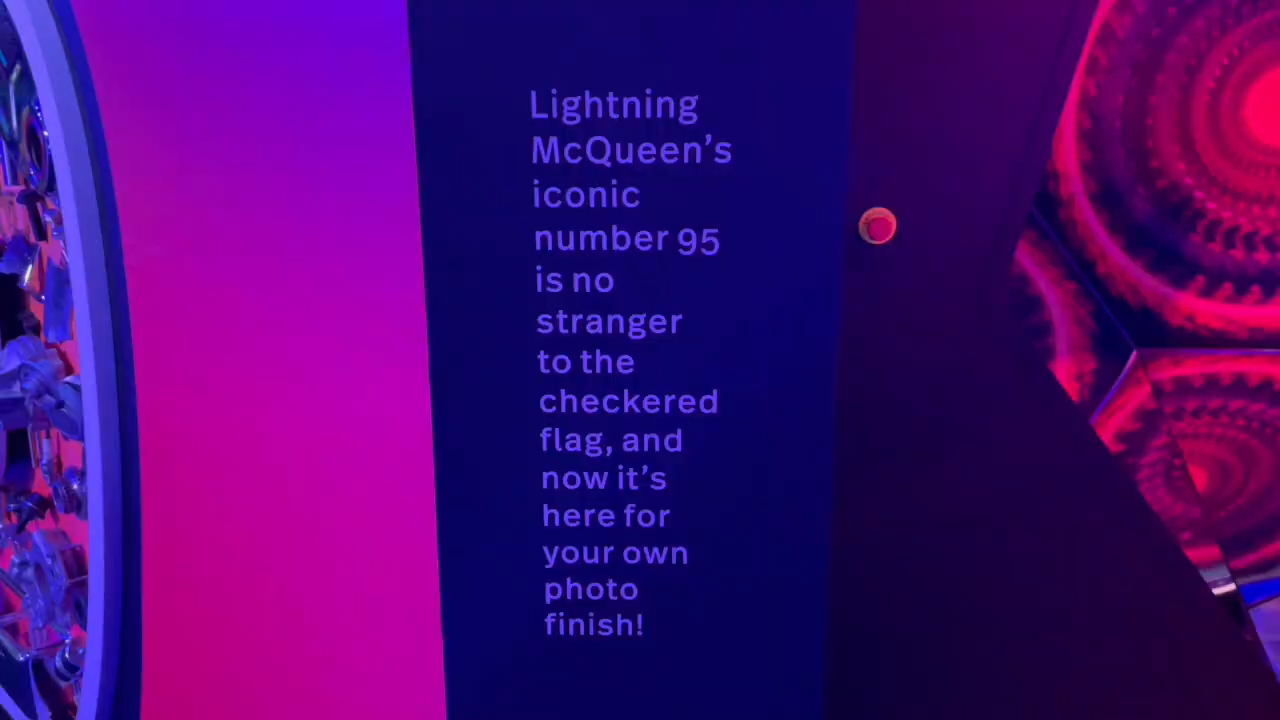 Lightning
McQueen’s
iconic
number 95
is no
stranger
to the
checkered
flag, and
now it’s
here for
your own
photo
finish!